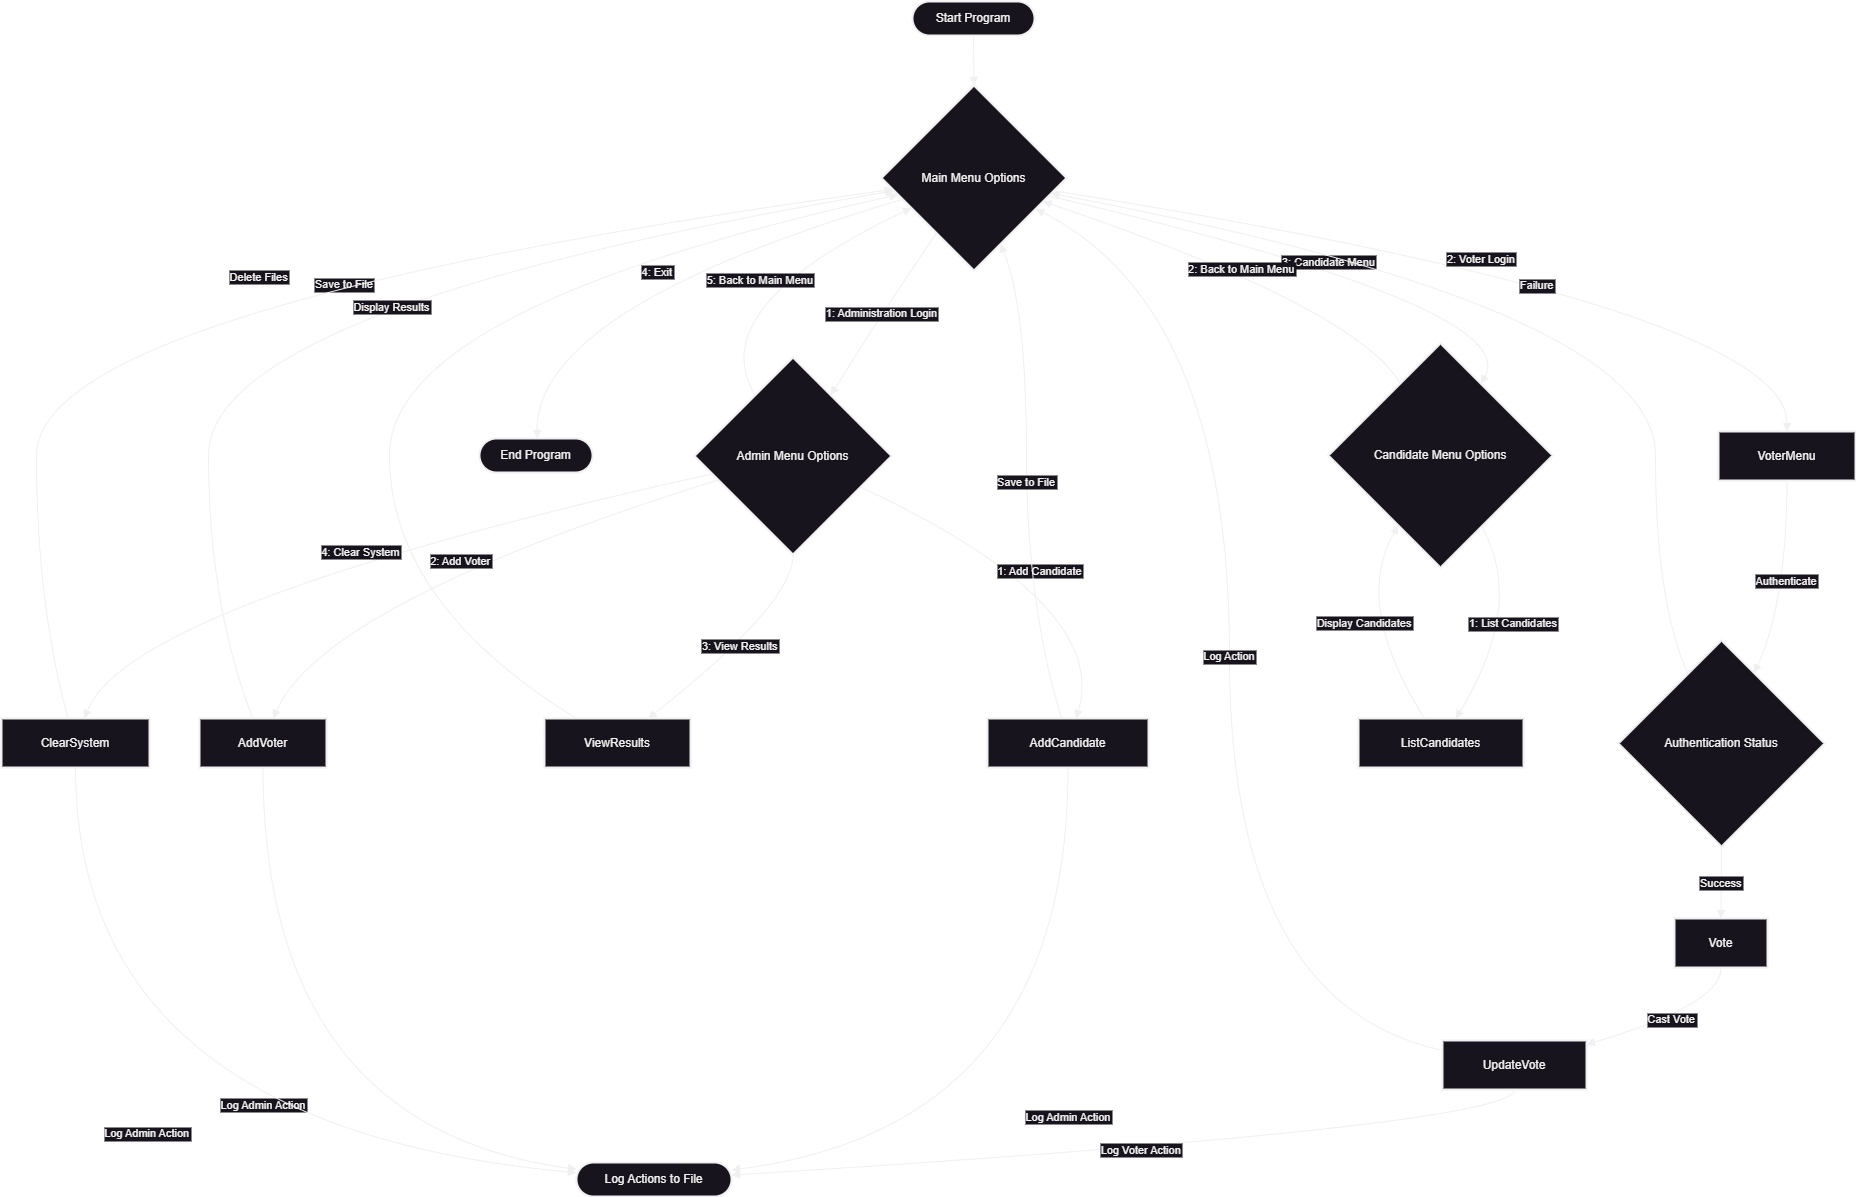 Start Program
Main Menu Options
2: Voter Login
3: Candidate Menu
2: Back to Main Menu
4: Exit
Delete Files
5: Back to Main Menu
Save to File
Failure
Display Results
1: Administration Login
End Program
Admin Menu Options
Candidate Menu Options
VoterMenu
Save to File
4: Clear System
2: Add Voter
1: Add Candidate
Authenticate
Display Candidates
1: List Candidates
3: View Results
Log Action
ClearSystem
AddVoter
ViewResults
AddCandidate
ListCandidates
Authentication Status
Success
Vote
Cast Vote
UpdateVote
Log Admin Action
Log Admin Action
Log Admin Action
Log Voter Action
Log Actions to File